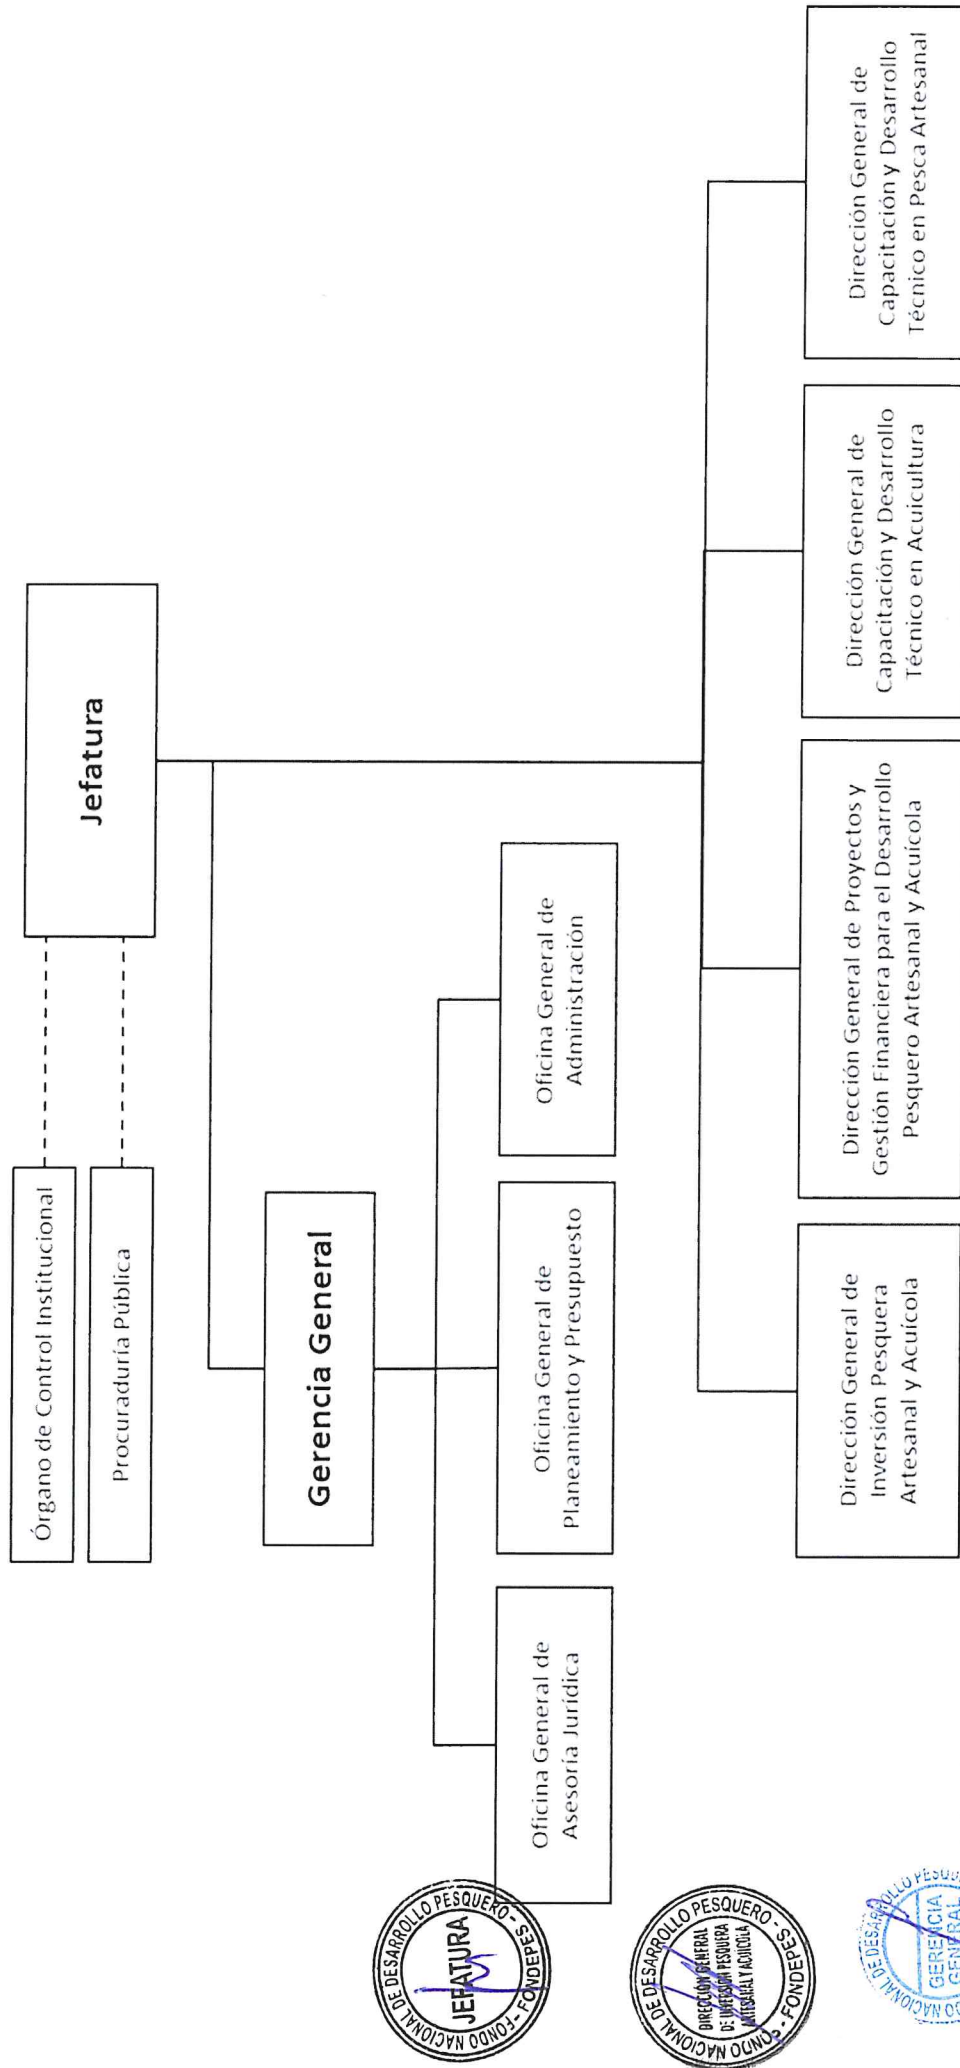 Jefatura
Órgano de Control Institucional
Procuraduría Pública
Gerencia General
Oficina General de
Asesoría Jurídica
Oficina General de
Planeamiento y Presupuesto
Oficina General de
Administración
Dirección General de
Inversión Pesquera
Artesanal y Acuícola
Dirección General de Proyectos y
Gestión Financiera para el Desarrollo
Pesquero Artesanal y Acuícola
Dirección General de
Capacitación y Desarrollo
Técnico en Acuicultura
Dirección General de
Capacitación y Desarrollo
Técnico en Pesca Artesanal
FONDO NACIONAL DE DESARROLLO PESQUERO - FONDEPES
JEFATURA
FONDO NACIONAL DE DESARROLLO PESQUERO - FONDEPES
DIRECCIÓN GENERAL
DE INVERSIÓN PESQUERA
ARTESANAL Y ACUÍCOLA
NACIONAL DE DESARROLLO
GERENCIA
GENERAL